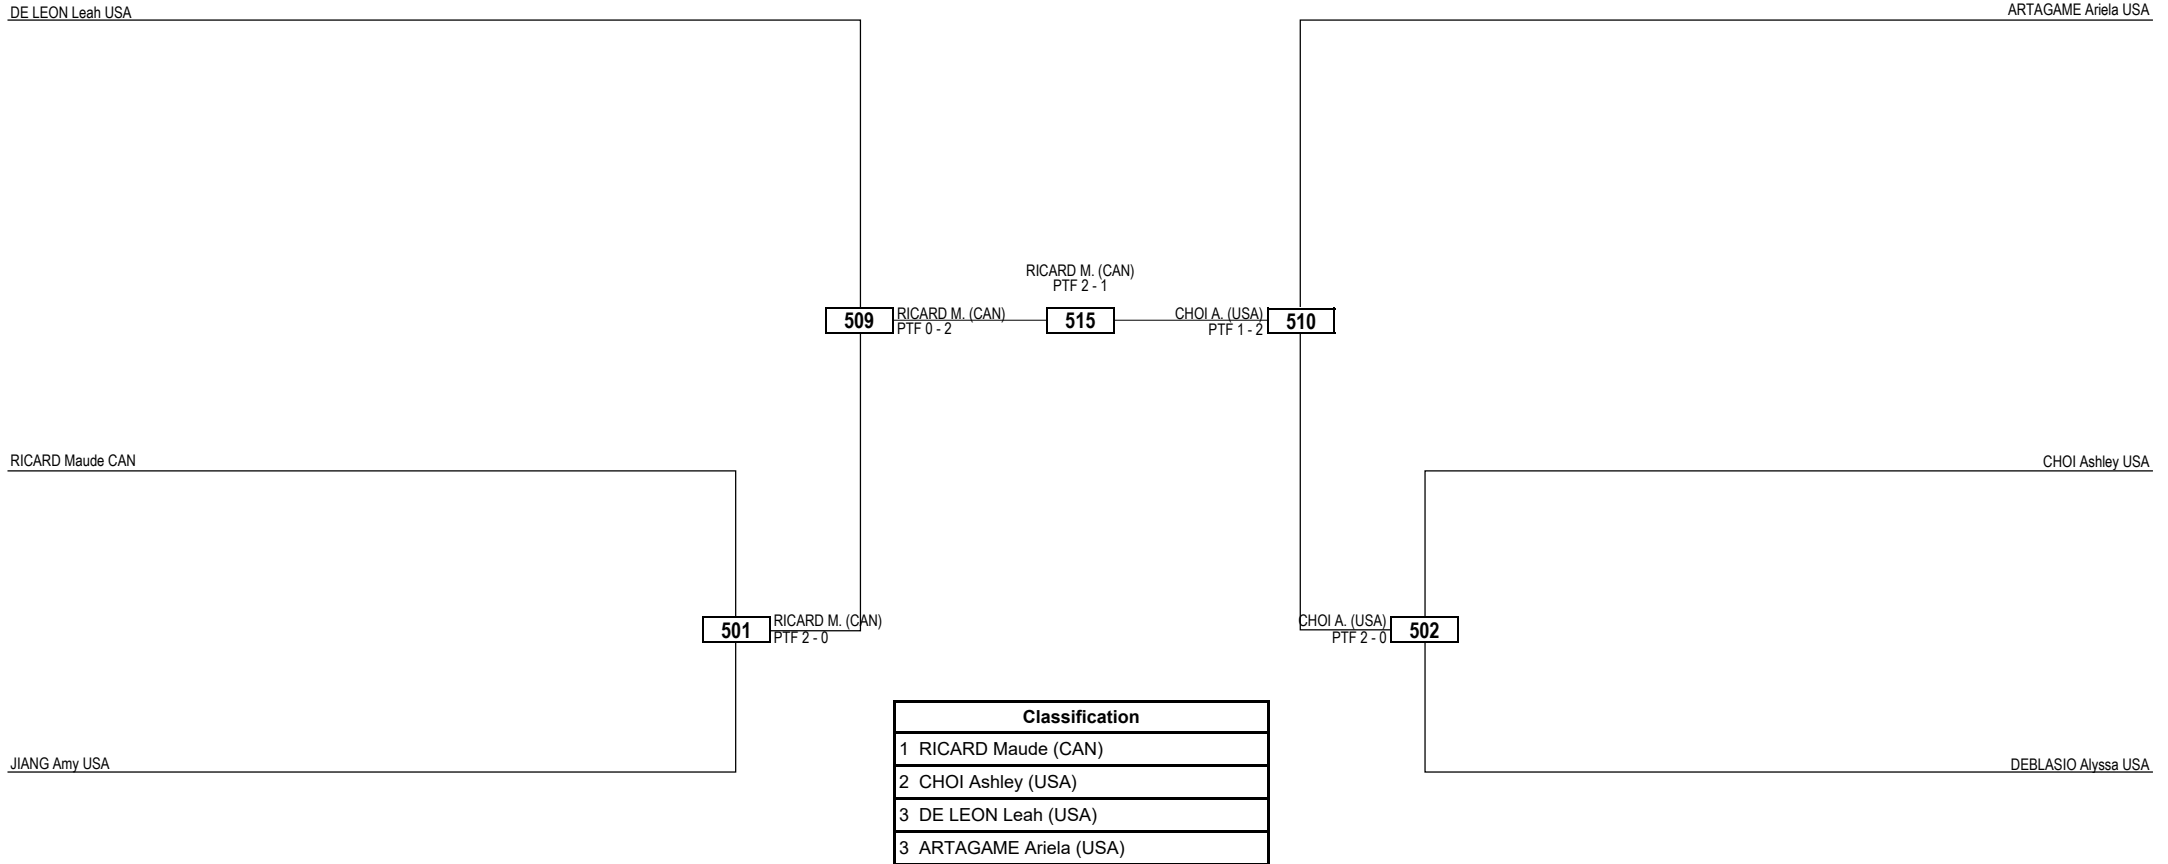 DE LEON Leah USA
ARTAGAME Ariela USA
RICARD M. (CAN)
PTF 2 - 1
509
RICARD M. (CAN)
PTF 0 - 2
515
CHOI A. (USA)
PTF 1 - 2
510
RICARD Maude CAN
CHOI Ashley USA
501
RICARD M. (CAN)
PTF 2 - 0
CHOI A. (USA)
PTF 2 - 0
502
JIANG Amy USA
DEBLASIO Alyssa USA
Classification
1 RICARD Maude (CAN)
2 CHOI Ashley (USA)
3 DE LEON Leah (USA)
3 ARTAGAME Ariela (USA)